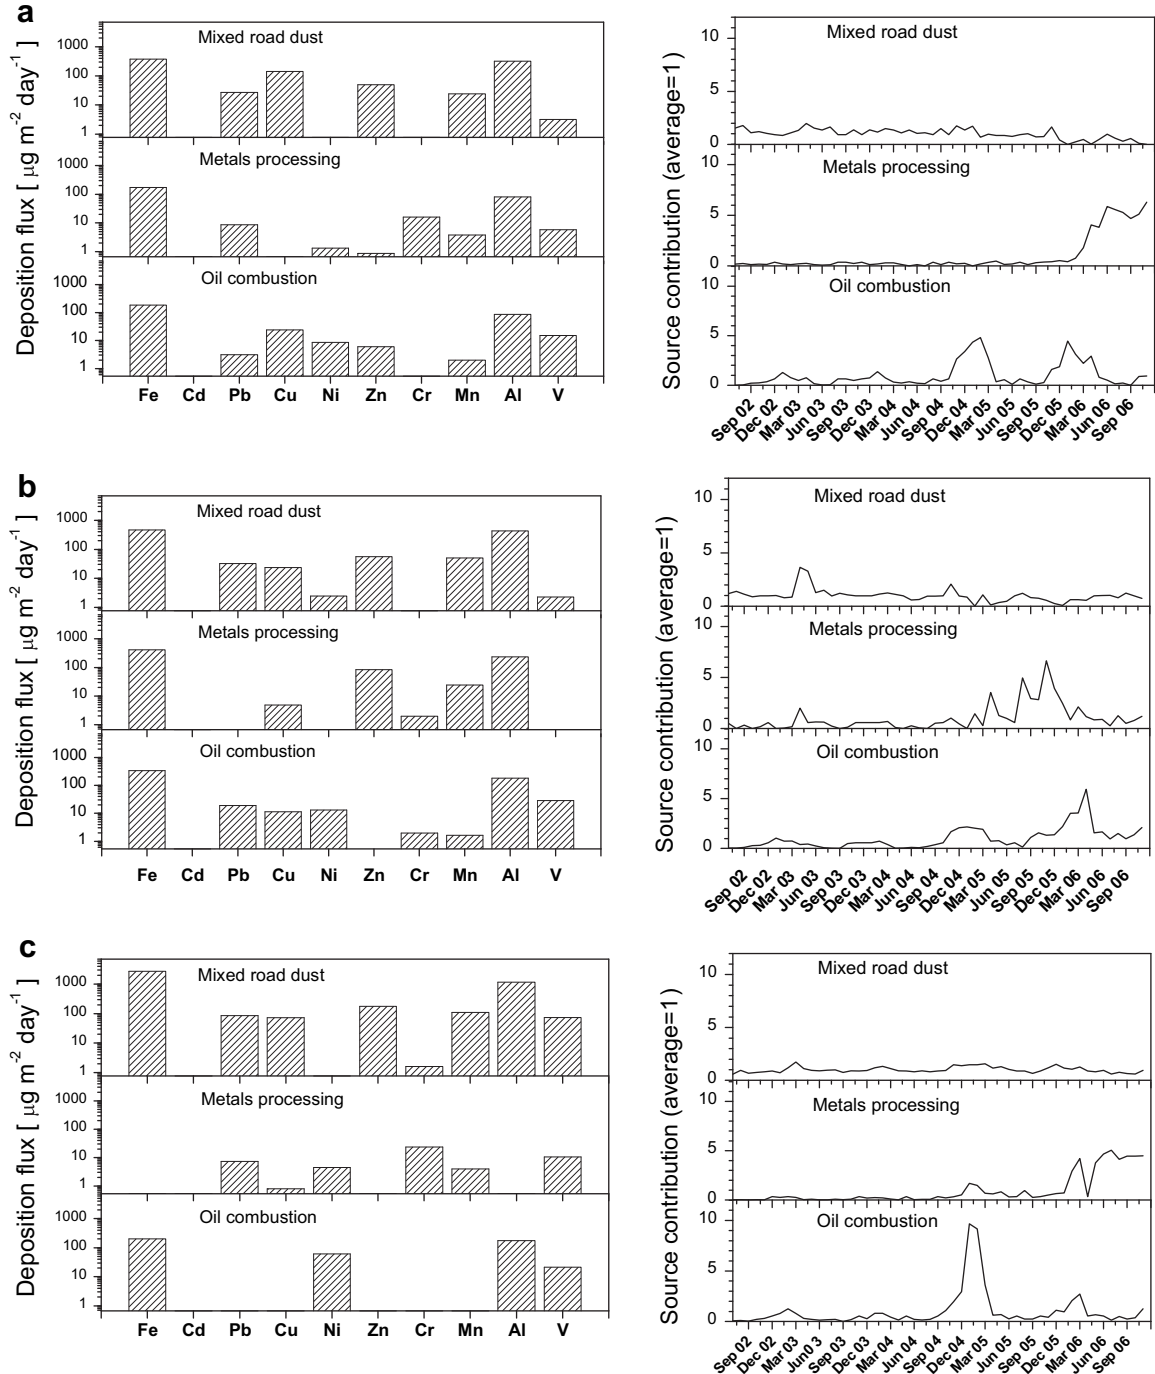 a
Deposition flux [ µg m-2 day-1 ]
Mixed road dust
1000
100
10
1
Metals processing
1000
100
10
1
Oil combustion
1000
100
10
1
Fe Cd Pb Cu Ni Zn Cr Mn Al V
Source contribution (average=1)
Mixed road dust
10
5
0
Metals processing
10
5
0
Oil combustion
10
5
0
Sep 02 Dec 02 Mar 03 Jun 03 Sep 03 Dec 03 Mar 04 Jun 04 Sep 04 Dec 04 Mar 05 Jun 05 Sep 05 Dec 05 Mar 06 Jun 06 Sep 06
b
Deposition flux [ µg m-2 day-1 ]
Mixed road dust
1000
100
10
1
Metals processing
1000
100
10
1
Oil combustion
1000
100
10
1
Fe Cd Pb Cu Ni Zn Cr Mn Al V
Source contribution (average=1)
Mixed road dust
10
5
0
Metals processing
10
5
0
Oil combustion
10
5
0
Sep 02 Dec 02 Mar 03 Jun 03 Sep 03 Dec 03 Mar 04 Jun 04 Sep 04 Dec 04 Mar 05 Jun 05 Sep 05 Dec 05 Mar 06 Jun 06 Sep 06
c
Deposition flux [ µg m-2 day-1 ]
Mixed road dust
1000
100
10
1
Metals processing
1000
100
10
1
Oil combustion
1000
100
10
1
Fe Cd Pb Cu Ni Zn Cr Mn Al V
Source contribution (average=1)
Mixed road dust
10
5
0
Metals processing
10
5
0
Oil combustion
10
5
0
Sep 02 Dec 02 Mar 03 Jun0 3 Sep 03 Dec 03 Mar 04 Jun 04 Sep 04 Dec 04 Mar 05 Jun 05 Sep 05 Dec 05 Mar 06 Jun 06 Sep 06